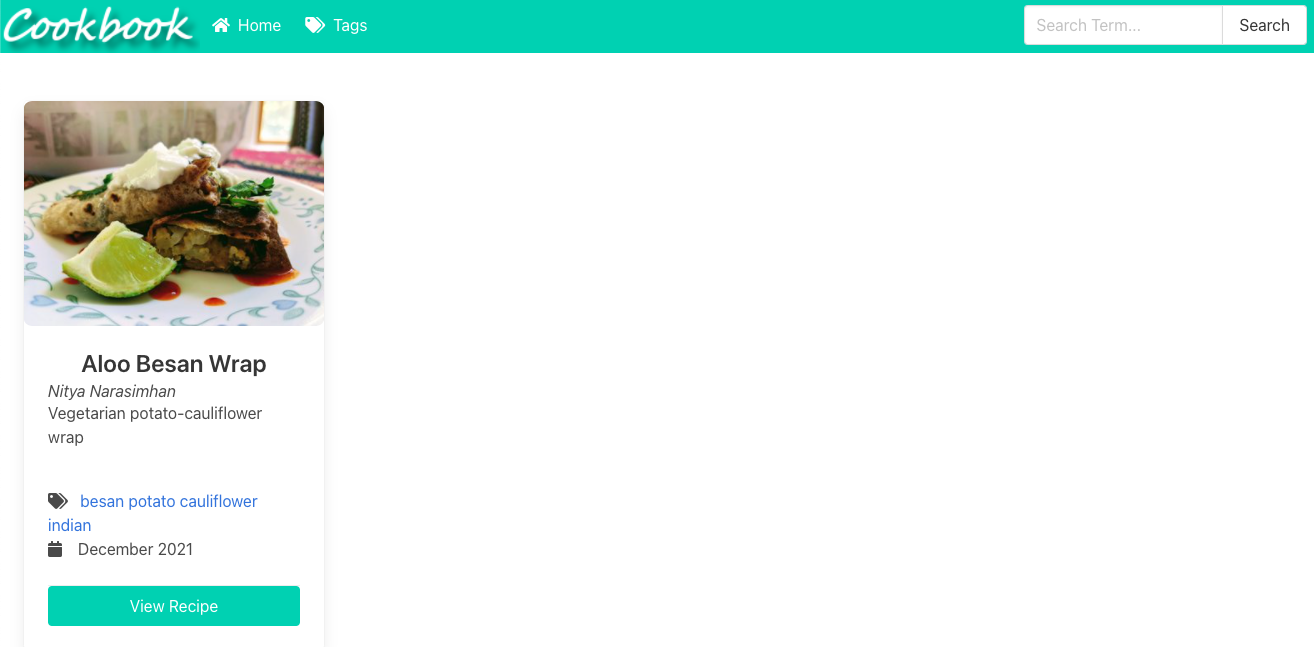 Cookbook Home Tags Search Term... Search
Aloo Besan Wrap
Nitya Narasimhan
Vegetarian potato-cauliflower
wrap
besan potato cauliflower
indian
December 2021
View Recipe